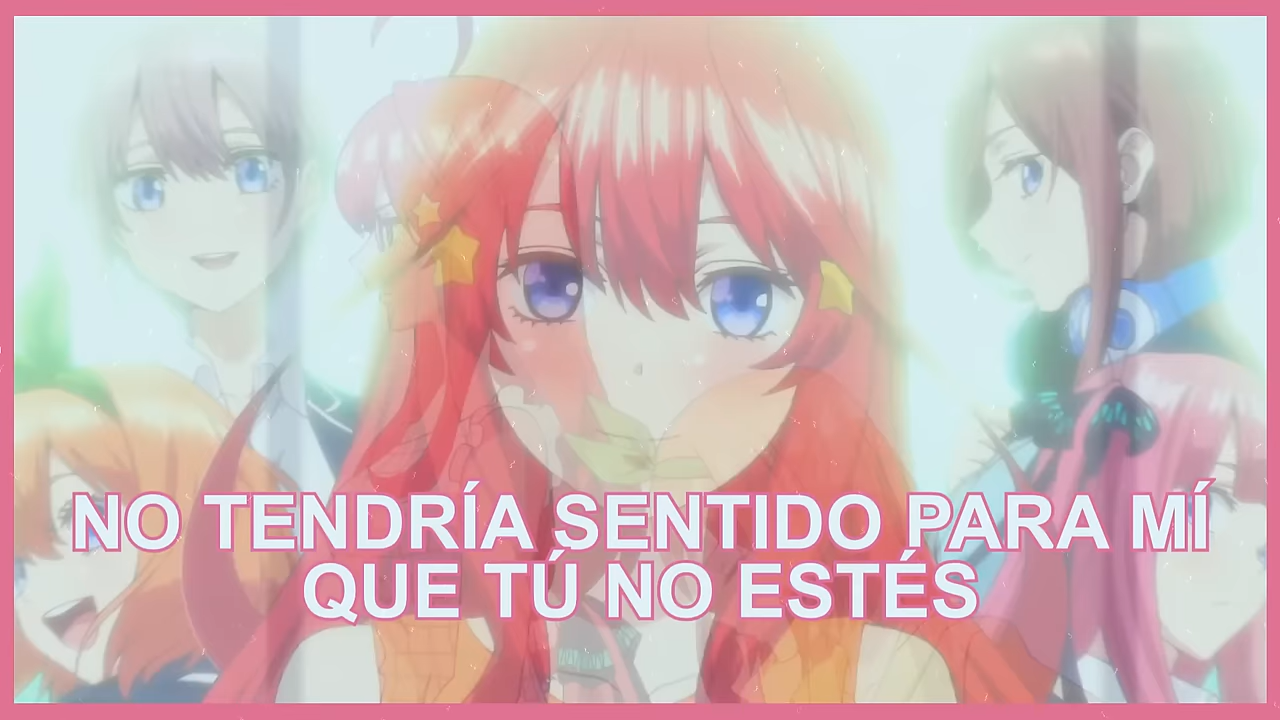 NO TENDRÍA SENTIDO PARA MÍ
QUE TÚ NO ESTÉS